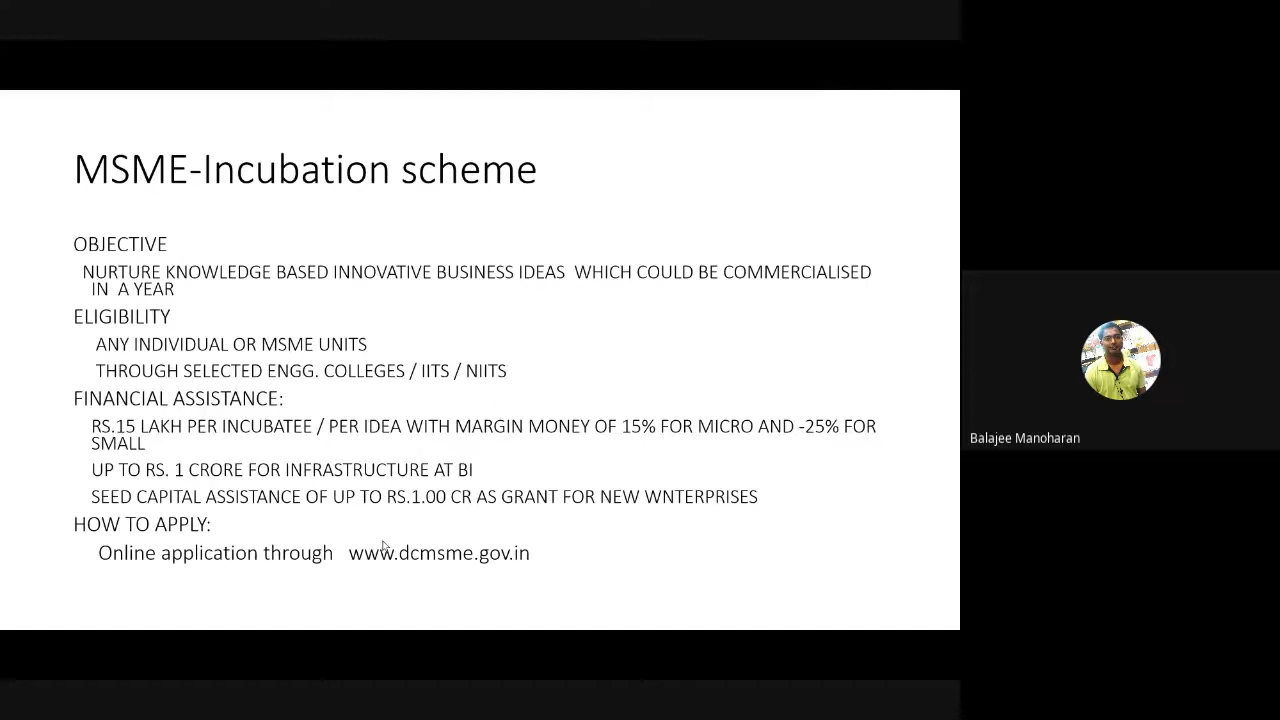 MSME-Incubation scheme
OBJECTIVE
NURTURE KNOWLEDGE BASED INNOVATIVE BUSINESS IDEAS WHICH COULD BE COMMERCIALISED
IN A YEAR
ELIGIBILITY
ANY INDIVIDUAL OR MSME UNITS
THROUGH SELECTED ENGG. COLLEGES / IITS / NIITS
FINANCIAL ASSISTANCE:
RS.15 LAKH PER INCUBATEE / PER IDEA WITH MARGIN MONEY OF 15% FOR MICRO AND -25% FOR
SMALL
UP TO RS. 1 CRORE FOR INFRASTRUCTURE AT BI
SEED CAPITAL ASSISTANCE OF UP TO RS.1.00 CR AS GRANT FOR NEW WNTERPRISES
HOW TO APPLY:
Online application through www.dcmsme.gov.in
Balajee Manoharan